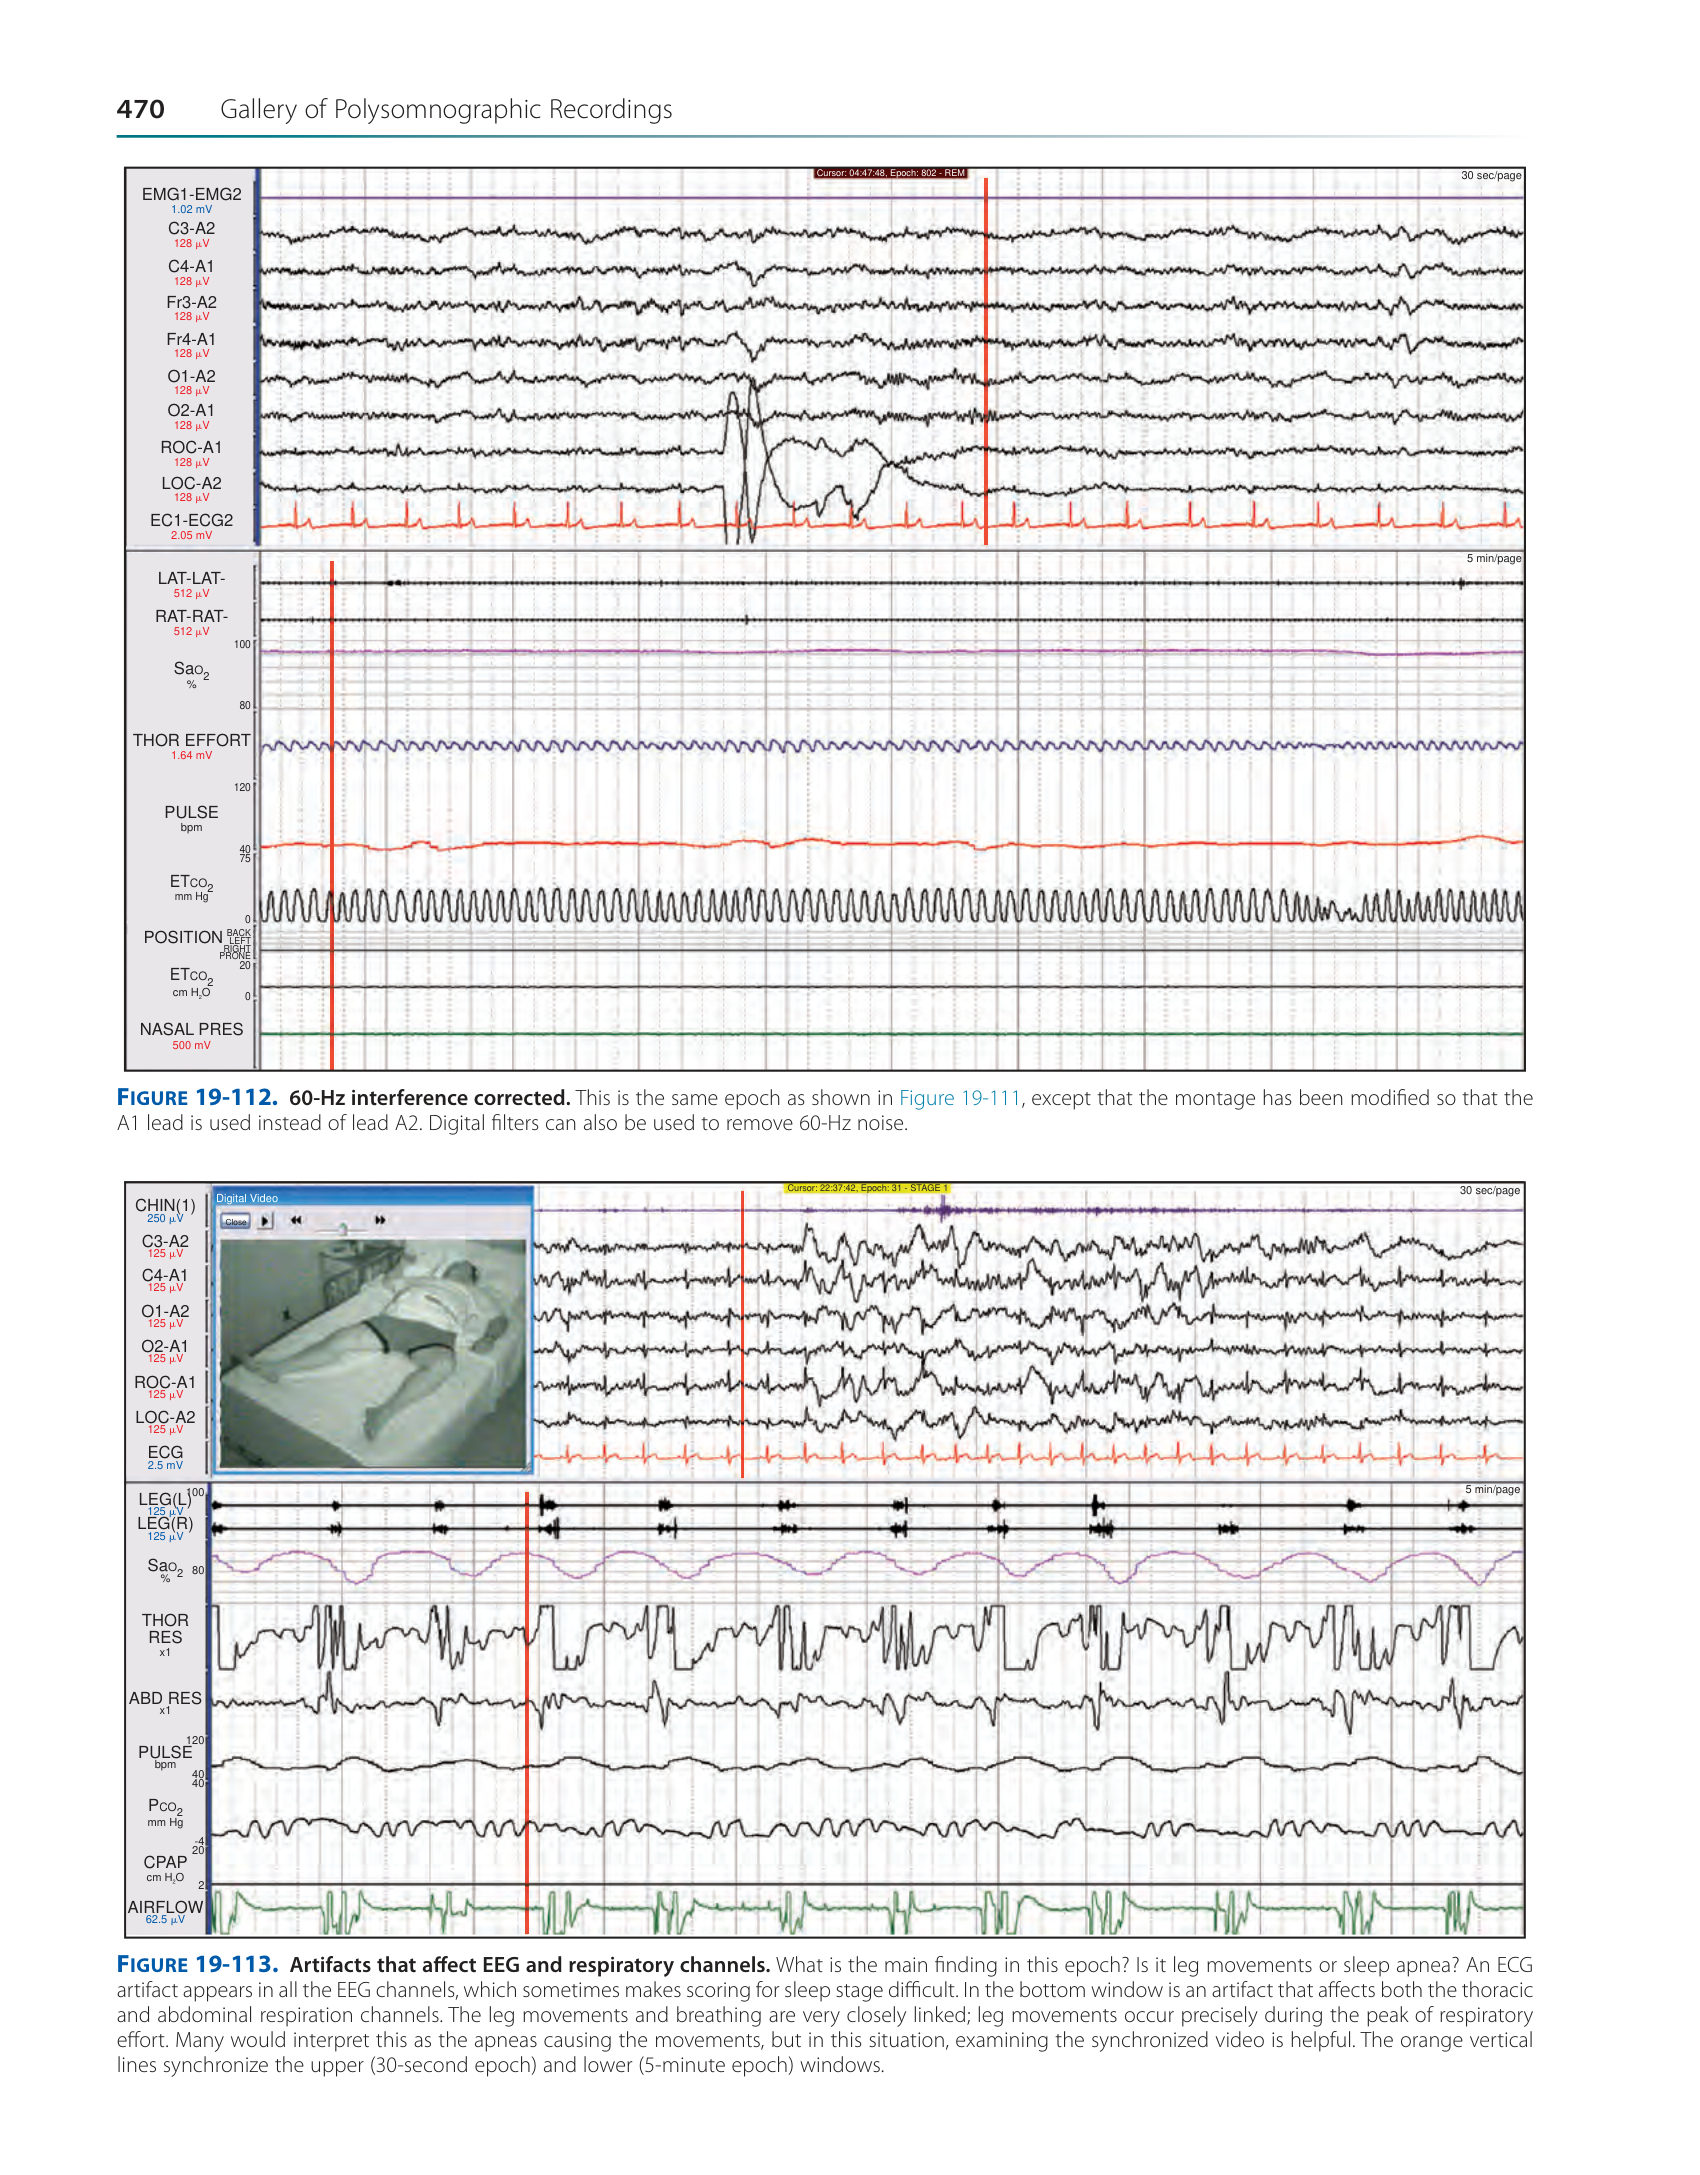 470 Gallery of Polysomnographic Recordings
Cursor: 04:47:48, Epoch: 802 - REM
30 sec/page
EMG1-EMG2
1.02 mV
C3-A2
128 µV
C4-A1
128 µV
Fr3-A2
128 µV
Fr4-A1
128 µV
O1-A2
128 µV
O2-A1
128 µV
ROC-A1
128 µV
LOC-A2
128 µV
EC1-ECG2
2.05 mV
5 min/page
LAT-LAT-
512 µV
RAT-RAT-
512 µV
100
SaO2
%
80
THOR EFFORT
1.64 mV
120
PULSE
bpm
40
75
ETCO2
mm Hg
0
POSITION
BACK
LEFT
RIGHT
PRONE
20
ETCO2
cm H2O
0
NASAL PRES
500 mV
FIGURE 19-112. 60-Hz interference corrected. This is the same epoch as shown in Figure 19-111, except that the montage has been modified so that the
A1 lead is used instead of lead A2. Digital filters can also be used to remove 60-Hz noise.
Cursor: 22:37:42, Epoch: 31 - STAGE 1
30 sec/page
Digital Video
Close
CHIN(1)
250 µV
C3-A2
125 µV
C4-A1
125 µV
O1-A2
125 µV
O2-A1
125 µV
ROC-A1
125 µV
LOC-A2
125 µV
ECG
2.5 mV
5 min/page
LEG(L)
100
125 µV
LEG(R)
125 µV
SaO2
%
80
THOR
RES
x1
ABD RES
x1
120
PULSE
bpm
40
40
PCO2
mm Hg
-4
20
CPAP
cm H2O
2
AIRFLOW
62.5 µV
FIGURE 19-113. Artifacts that affect EEG and respiratory channels. What is the main finding in this epoch? Is it leg movements or sleep apnea? An ECG
artifact appears in all the EEG channels, which sometimes makes scoring for sleep stage difficult. In the bottom window is an artifact that affects both the thoracic
and abdominal respiration channels. The leg movements and breathing are very closely linked; leg movements occur precisely during the peak of respiratory
effort. Many would interpret this as the apneas causing the movements, but in this situation, examining the synchronized video is helpful. The orange vertical
lines synchronize the upper (30-second epoch) and lower (5-minute epoch) windows.